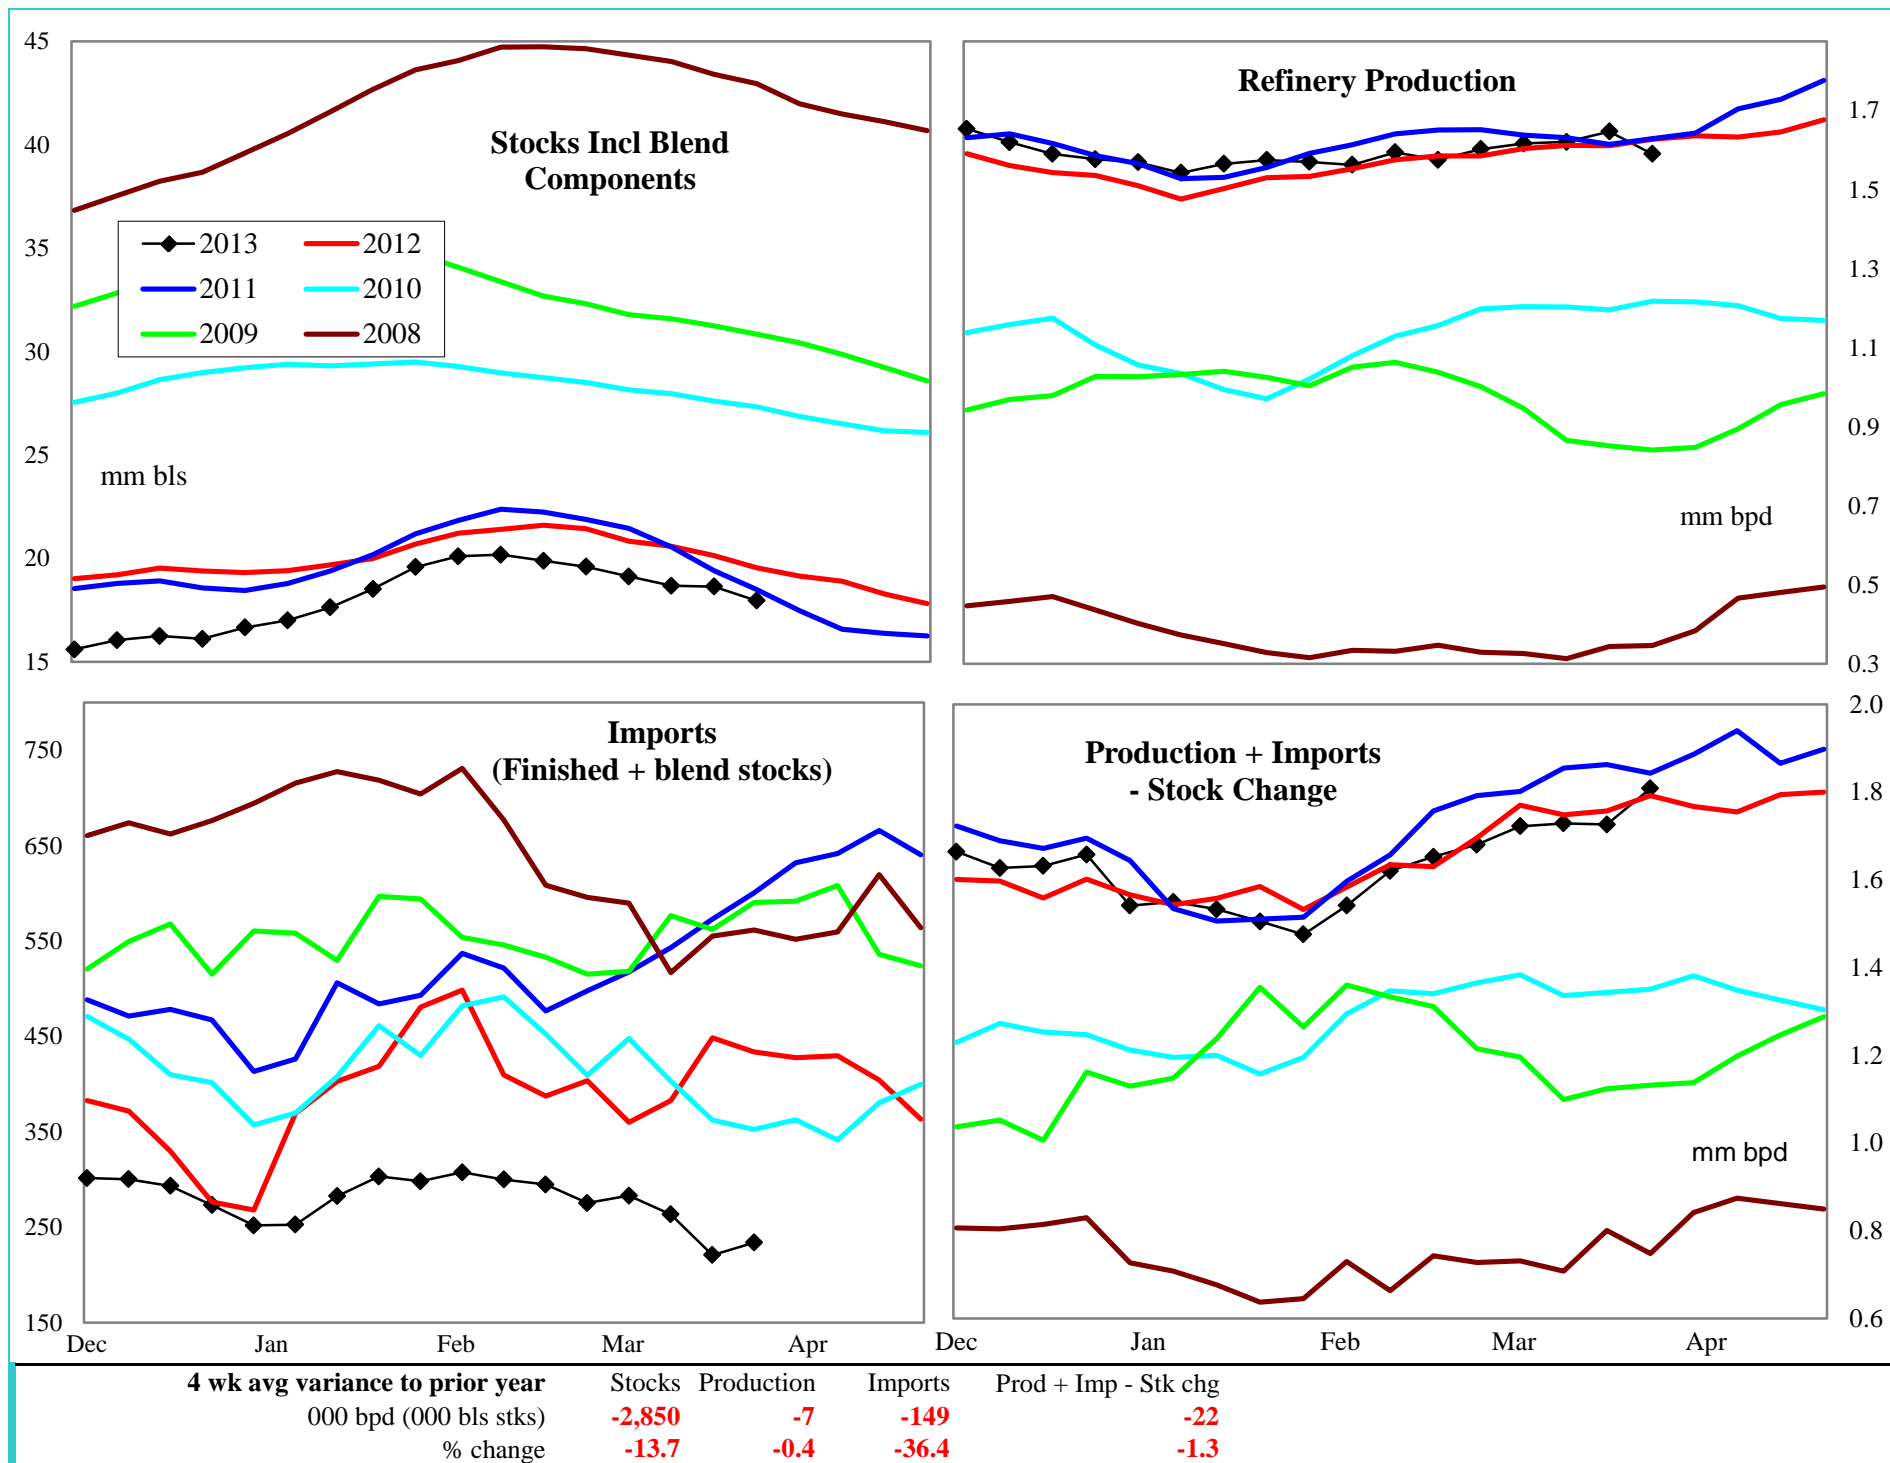 45
40
35
30
25
20
15
Stocks Incl Blend
Components
2013 2012
2011 2010
2009 2008
mm bls
Refinery Production
mm bpd
1.7
1.5
1.3
1.1
0.9
0.7
0.5
0.3
750
650
550
450
350
250
150
Imports
(Finished + blend stocks)
Dec Jan Feb Mar Apr
Production + Imports
- Stock Change
mm bpd
2.0
1.8
1.6
1.4
1.2
1.0
0.8
0.6
Dec Jan Feb Mar Apr
4 wk avg variance to prior year Stocks Production Imports Prod + Imp - Stk chg
000 bpd (000 bls stks) -2,850 -7 -149 -22
% change -13.7 -0.4 -36.4 -1.3